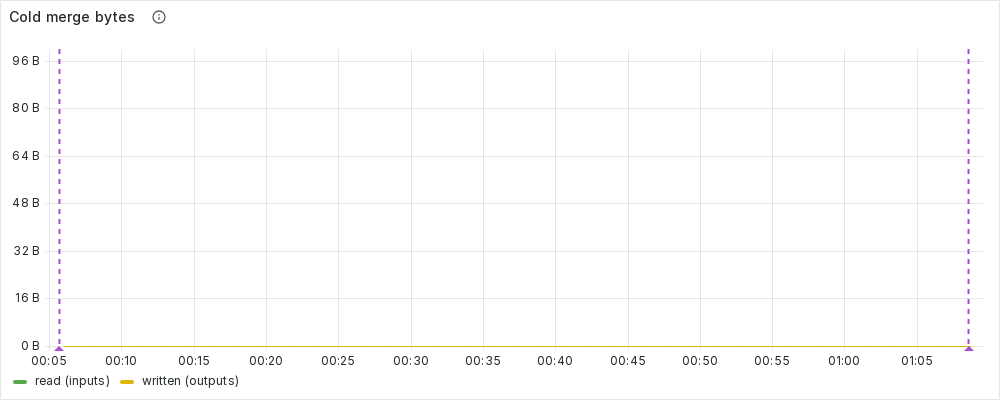 Cold merge bytes
96 B
80 B
64 B
48 B
32 B
16 B
0 B
00:05 00:10 00:15 00:20 00:25 00:30 00:35 00:40 00:45 00:50 00:55 01:00 01:05
read (inputs) written (outputs)